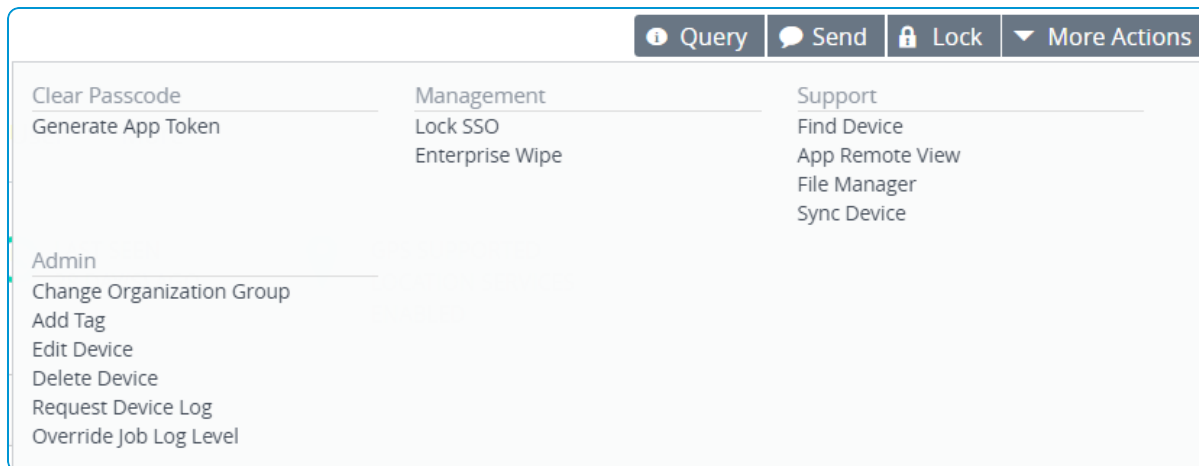 Query Send Lock More Actions
Clear Passcode
Generate App Token
Management
Lock SSO
Enterprise Wipe
Support
Find Device
App Remote View
File Manager
Sync Device
Admin
Change Organization Group
Add Tag
Edit Device
Delete Device
Request Device Log
Override Job Log Level